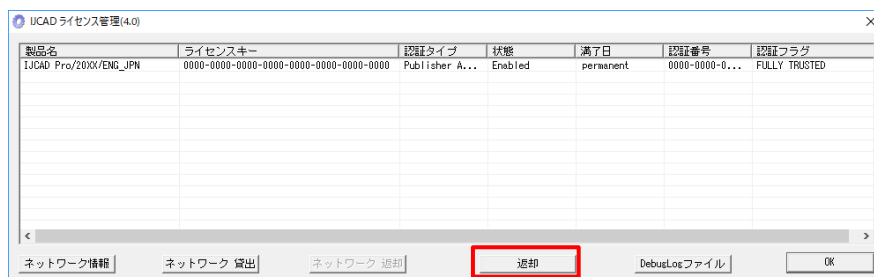 IJCAD ライセンス管理(4.0)
製品名 ライセンスキー 認証タイプ 状態 満了日 認証番号 認証フラグ
IJCAD Pro/20XX/ENG_JPN 0000-0000-0000-0000-0000-0000-0000 Publisher A... Enabled permanent 0000-0000-0... FULLY TRUSTED
ネットワーク情報 ネットワーク 貸出 ネットワーク 返却 返却 DebugLogファイル OK